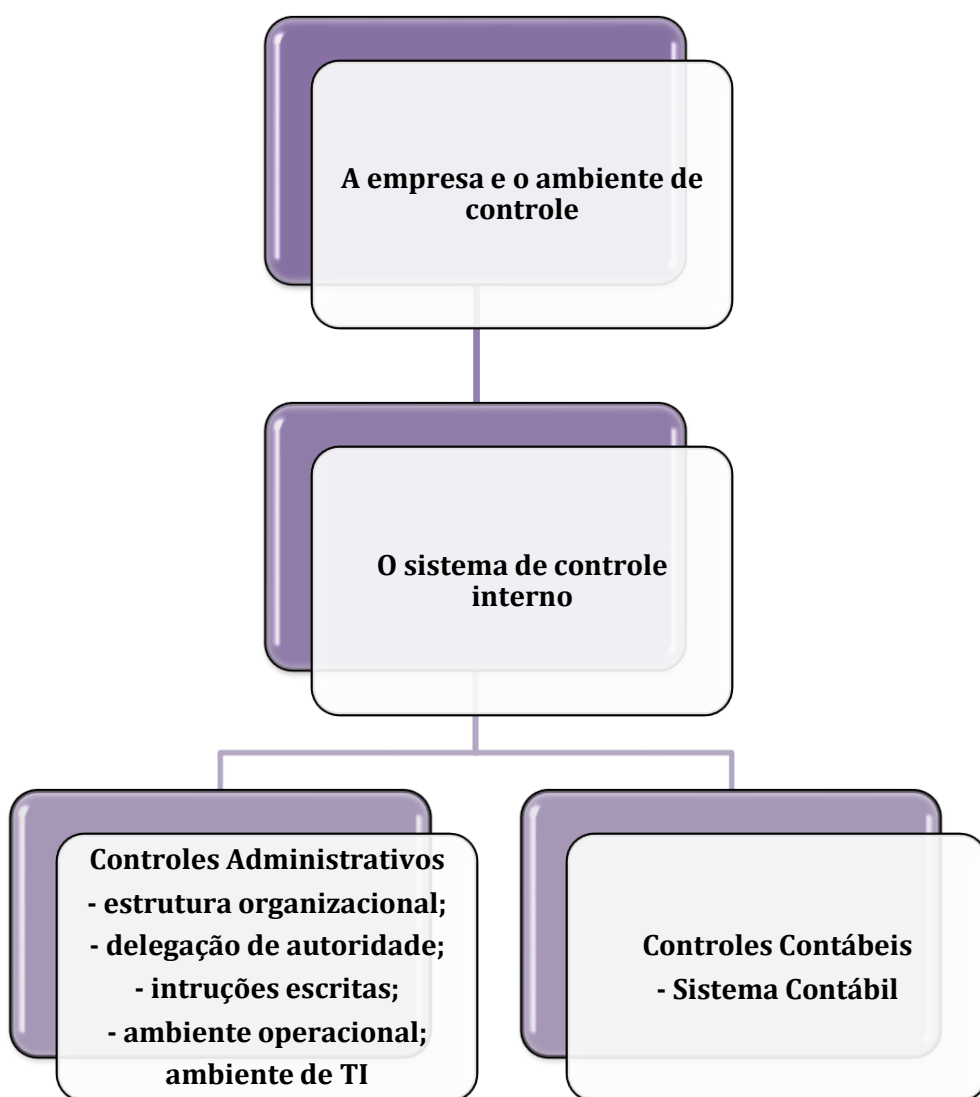 A empresa e o ambiente de
controle
O sistema de controle
interno
Controles Administrativos
- estrutura organizacional;
- delegação de autoridade;
- intruções escritas;
- ambiente operacional;
ambiente de TI
Controles Contábeis
- Sistema Contábil